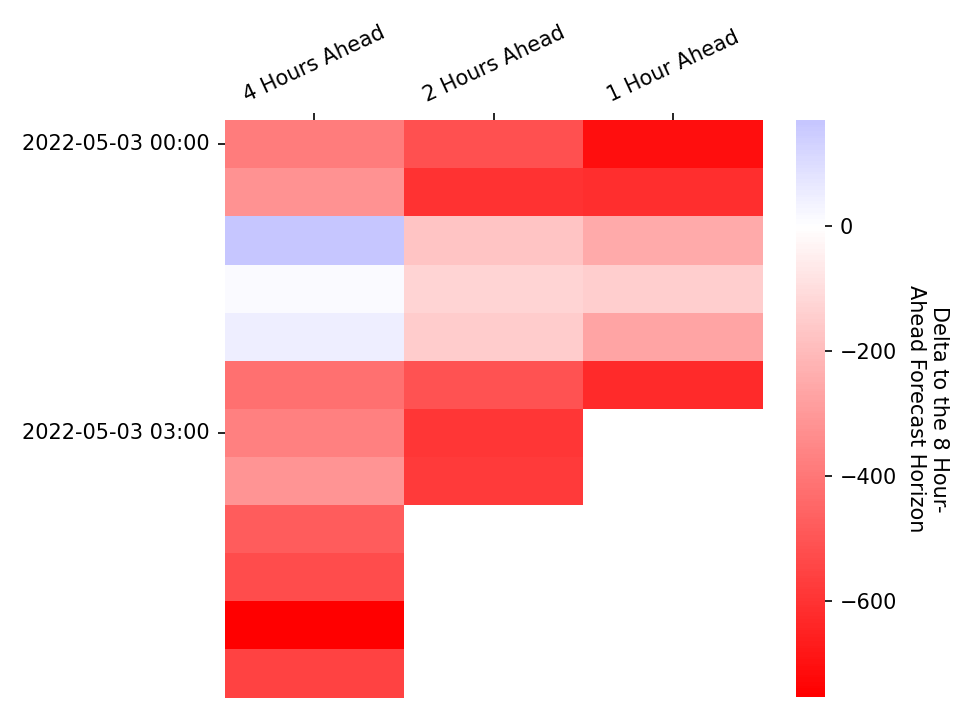 4 Hours Ahead
2 Hours Ahead
1 Hour Ahead
2022-05-03 00:00
2022-05-03 03:00
0
−200
−400
−600
Delta to the 8 Hour-
Ahead Forecast Horizon